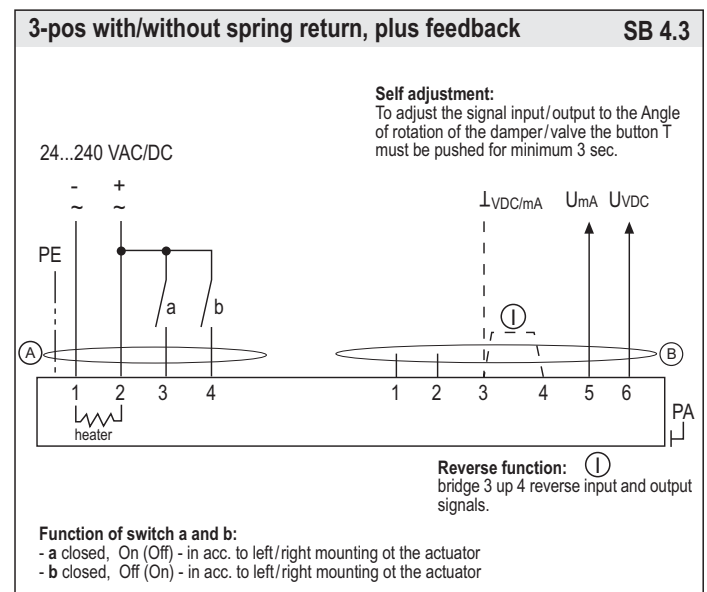 3-pos with/without spring return, plus feedback SB 4.3
Self adjustment:
To adjust the signal input/output to the Angle
of rotation of the damper/valve the button T
must be pushed for minimum 3 sec.
24...240 VAC/DC
- +
~ ~
⊥VDC/mA UmA UVDC
PE
a b
I
A
B
1 2 3 4 1 2 3 4 5 6
PA
heater
Reverse function: I
bridge 3 up 4 reverse input and output
signals.
Function of switch a and b:
- a closed, On (Off) - in acc. to left/right mounting ot the actuator
- b closed, Off (On) - in acc. to left/right mounting ot the actuator